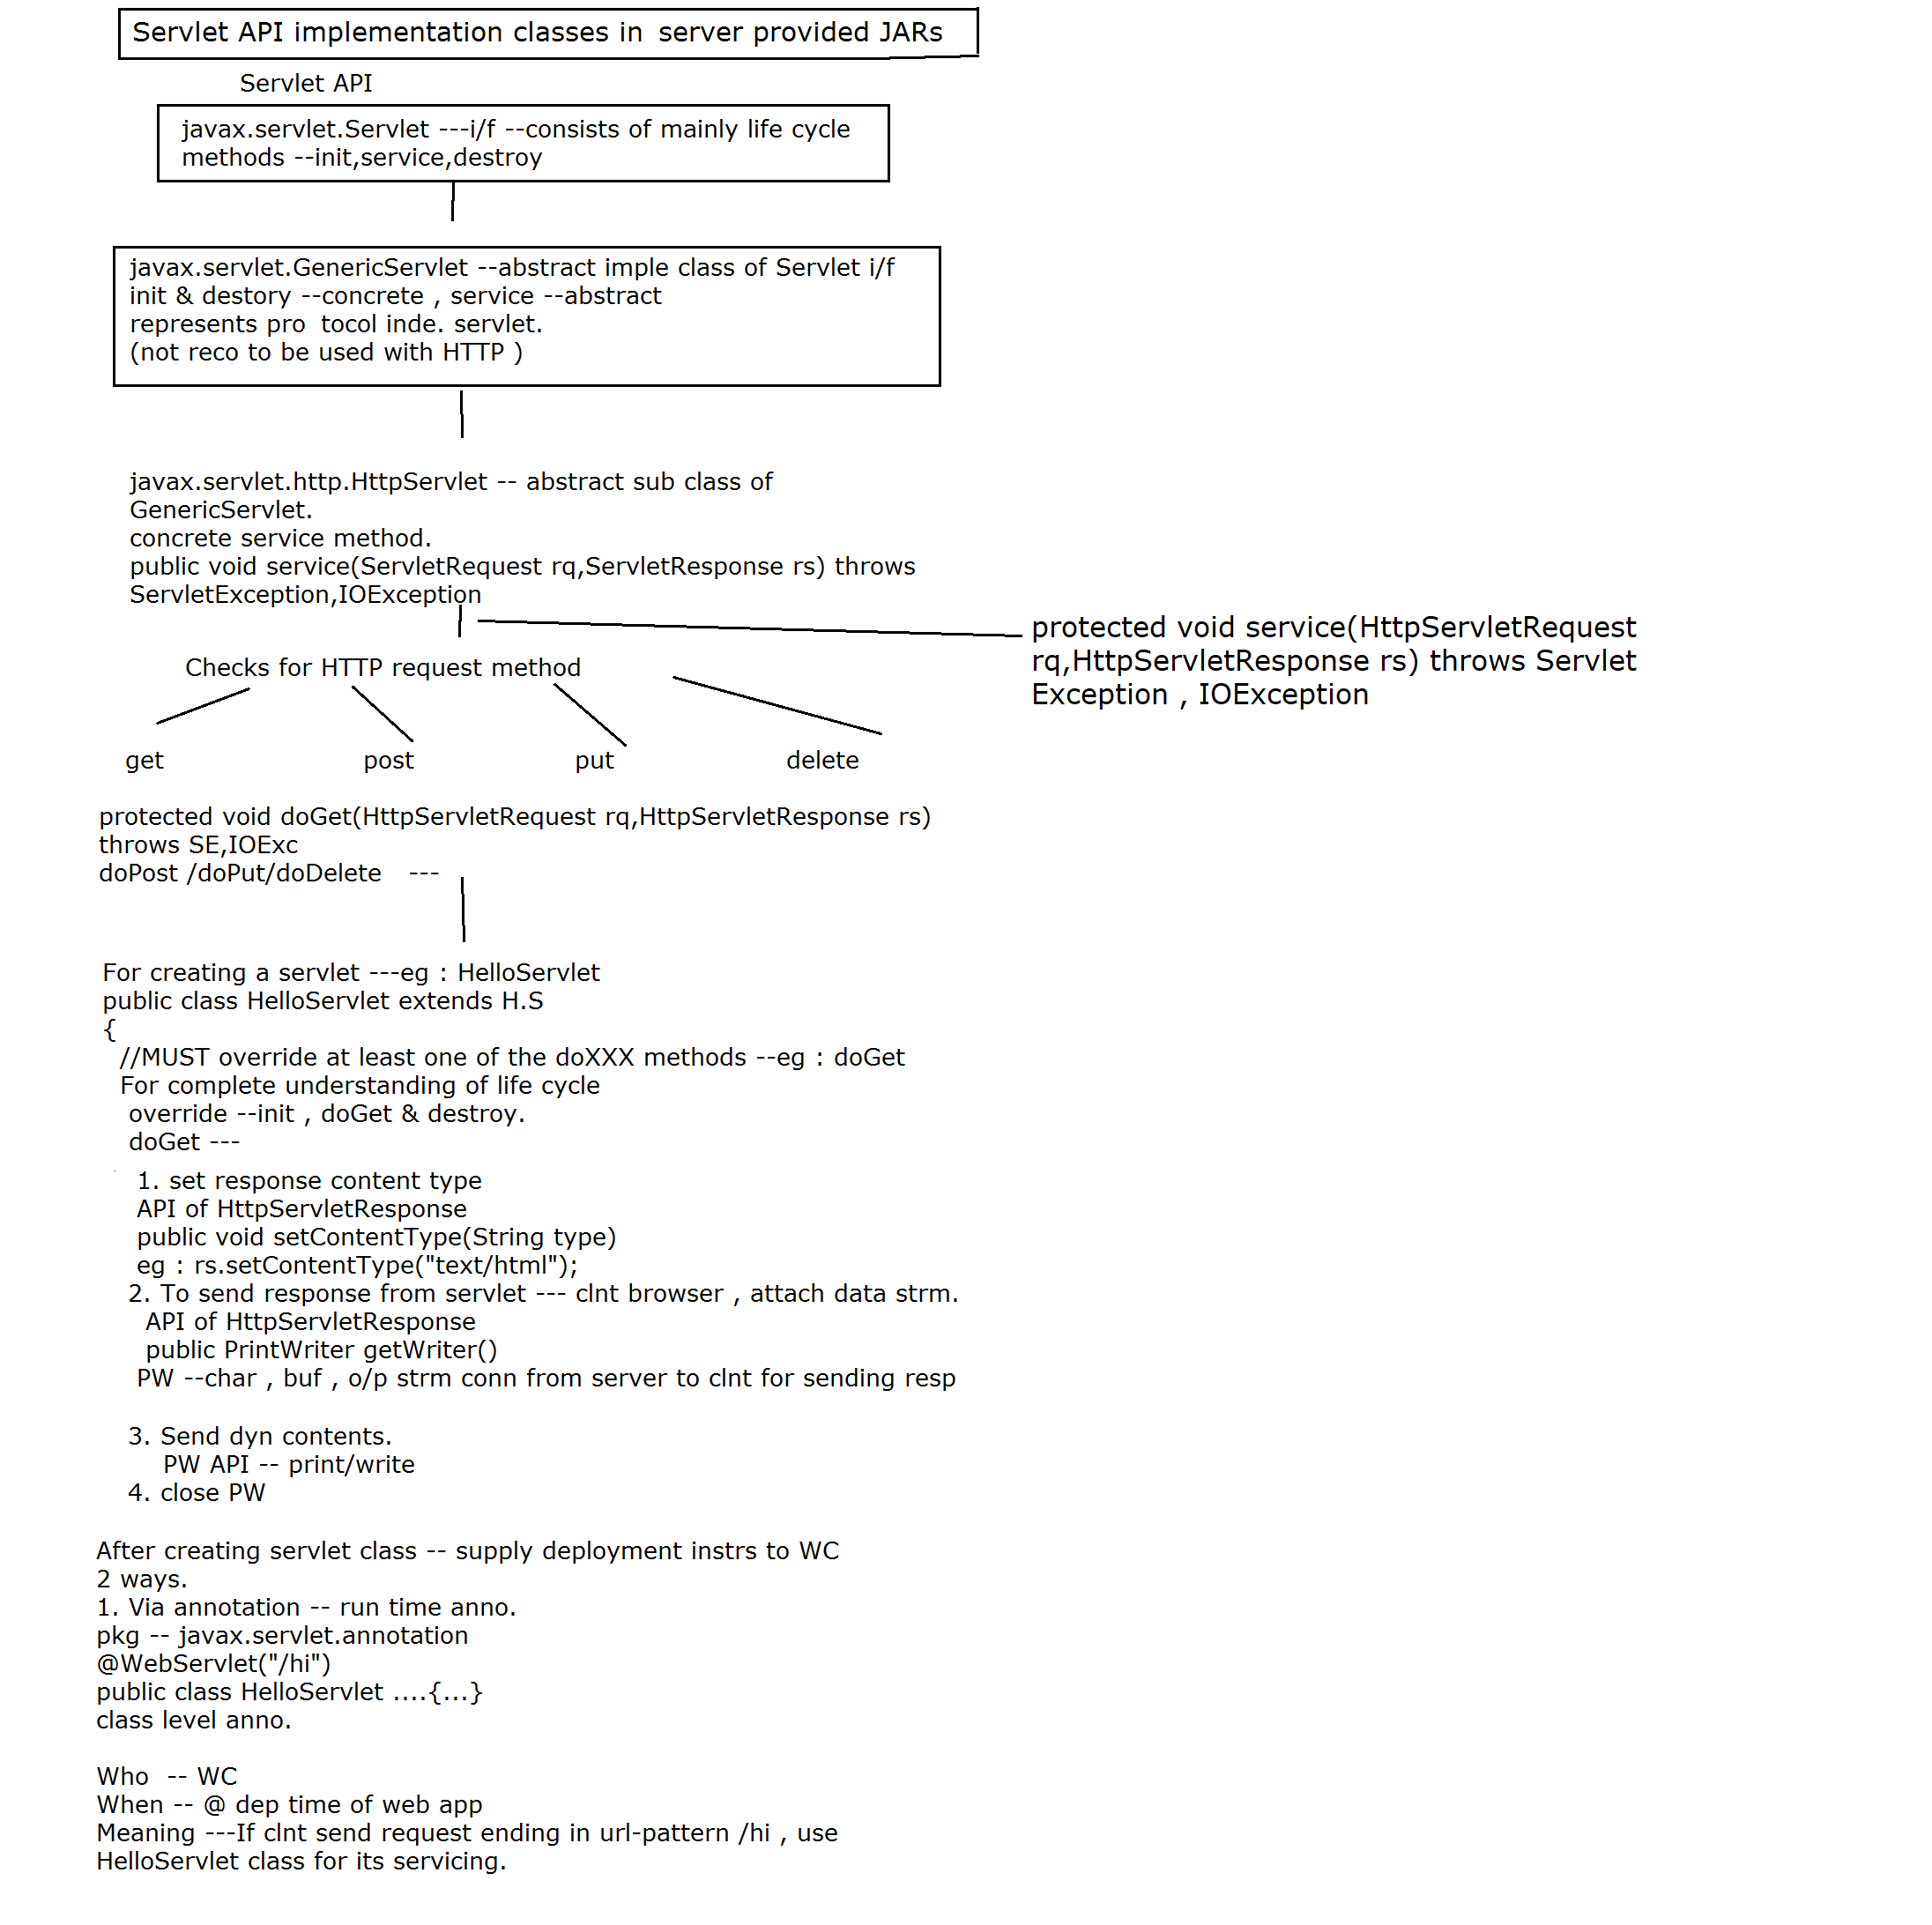 Servlet API implementation classes in  server provided JARs
Servlet API
javax.servlet.Servlet ---i/f --consists of mainly life cycle
methods --init,service,destroy
javax.servlet.GenericServlet --abstract imple class of Servlet i/f
init & destory --concrete , service --abstract
represents pro  tocol inde. servlet.
(not reco to be used with HTTP )
javax.servlet.http.HttpServlet -- abstract sub class of
GenericServlet.
concrete service method.
public void service(ServletRequest rq,ServletResponse rs) throws
ServletException,IOException
protected void service(HttpServletRequest
rq,HttpServletResponse rs) throws Servlet
Exception , IOException
Checks for HTTP request method
get post put delete
protected void doGet(HttpServletRequest rq,HttpServletResponse rs)
throws SE,IOExc
doPost /doPut/doDelete   ---
For creating a servlet ---eg : HelloServlet
public class HelloServlet extends H.S
{
//MUST override at least one of the doXXX methods --eg : doGet
For complete understanding of life cycle
override --init , doGet & destroy.
doGet ---
1. set response content type
API of HttpServletResponse
public void setContentType(String type)
eg : rs.setContentType("text/html");
2. To send response from servlet --- clnt browser , attach data strm.
API of HttpServletResponse
public PrintWriter getWriter()
PW --char , buf , o/p strm conn from server to clnt for sending resp
3. Send dyn contents.
PW API -- print/write
4. close PW
After creating servlet class -- supply deployment instrs to WC
2 ways.
1. Via annotation -- run time anno.
pkg -- javax.servlet.annotation
@WebServlet("/hi")
public class HelloServlet ....{...}
class level anno.
Who  -- WC
When -- @ dep time of web app
Meaning ---If clnt send request ending in url-pattern /hi , use
HelloServlet class for its servicing.